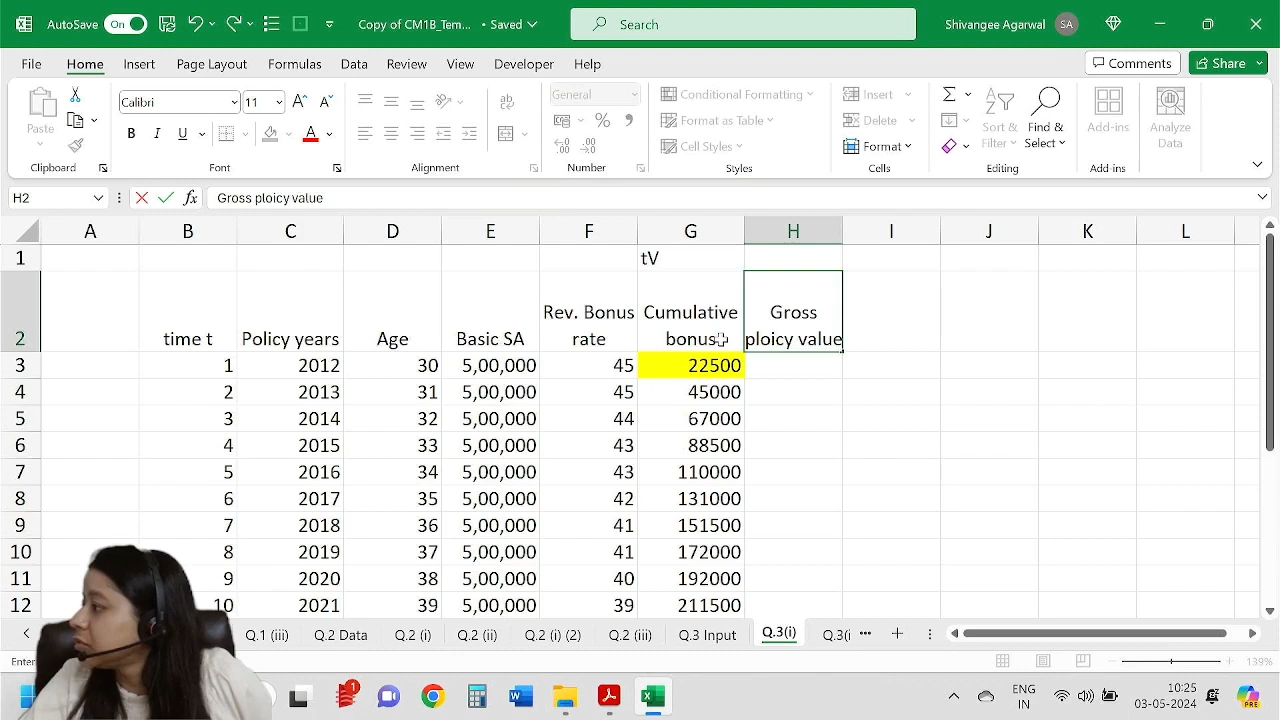 AutoSave On Copy of CM1B_Tem... • Saved Search Shivangee Agarwal SA
File Home Insert Page Layout Formulas Data Review View Developer Help Comments Share
Calibri 11 ab General Conditional Formatting Insert Σ
Paste B I U A % , Format as Table Delete Sort & Filter Find & Select Add-ins Analyze Data
Cell Styles Format
Clipboard Font Alignment Number Styles Cells Editing Add-ins
H2 fx Gross ploicy value
A B C D E F G H I J K L
1 tV
2 time t Policy years Age Basic SA Rev. Bonus rate Cumulative bonus Gross ploicy value
3 1 2012 30 5,00,000 45 22500
4 2 2013 31 5,00,000 45 45000
5 3 2014 32 5,00,000 44 67000
6 4 2015 33 5,00,000 43 88500
7 5 2016 34 5,00,000 43 110000
8 6 2017 35 5,00,000 42 131000
9 7 2018 36 5,00,000 41 151500
10 8 2019 37 5,00,000 41 172000
11 9 2020 38 5,00,000 40 192000
12 10 2021 39 5,00,000 39 211500
Q.1 (iii) Q.2 Data Q.2 (i) Q.2 (ii) Q.2 (i) (2) Q.2 (iii) Q.3 Input Q.3(i) Q.3(i ...
Enter 139%
1 ENG IN 10:25 03-05-2024 PRE